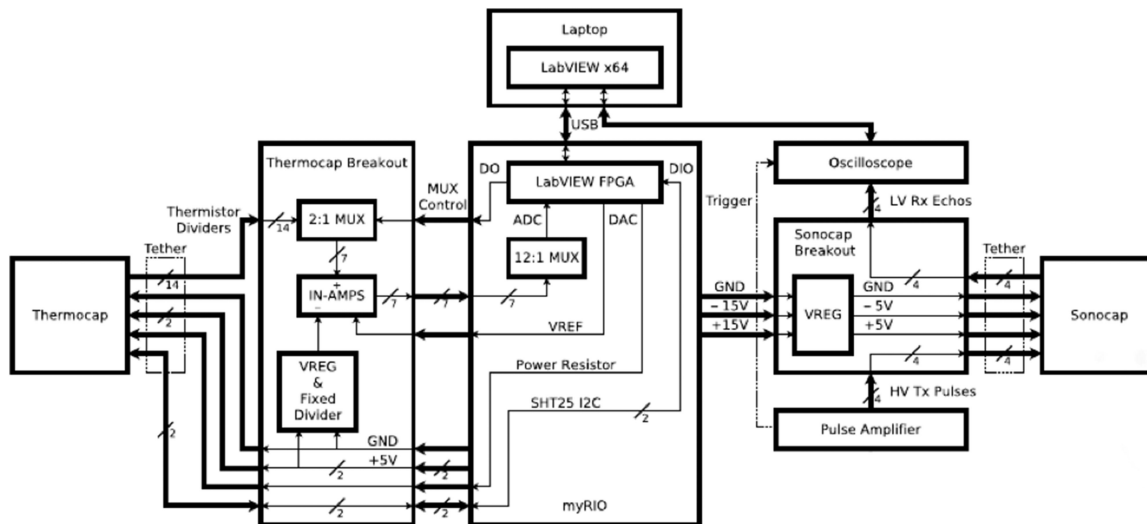 Laptop
LabVIEW x64
USB
Thermocap Breakout
DO
LabVIEW FPGA
DIO
Oscilloscope
MUX
Control
Trigger
LV Rx Echos
Thermistor
Dividers
14
2:1 MUX
ADC
DAC
4
Tether
7
12:1 MUX
Sonocap
Breakout
Tether
14
+
IN-AMPS
–
7
7
7
GND
4
GND
4
Thermocap
2
– 15V
VREG
– 5V
Sonocap
VREF
+15V
+5V
VREG
&
Fixed
Divider
Power Resistor
4
4
4
HV Tx Pulses
SHT25 I2C
2
2
Pulse Amplifier
GND
+5V
2
2
2
2
myRIO